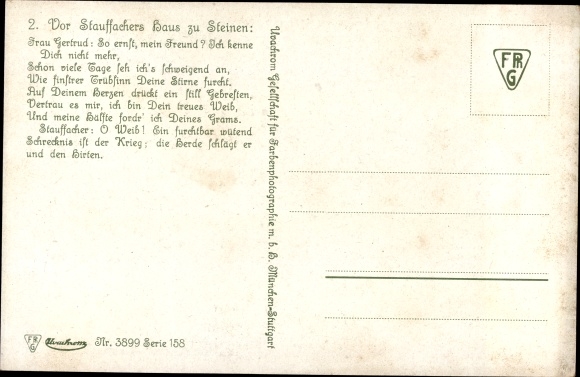 2. Vor Stauffachers Haus zu Steinen:
Frau Gertrud: So ernſt, mein Freund? Ich kenne
Dich nicht mehr,
Schon viele Tage ſeh ich's ſchweigend an,
Wie finſtrer Trübſinn Deine Stirne furcht.
Auf Deinem Herzen drückt ein ſtill Gebreſten,
Vertrau es mir, ich bin Dein treues Weib,
Und meine Hälfte fordr' ich Deines Grams.
Stauffacher: O Weib! Ein furchtbar wütend
Schrecknis iſt der Krieg; die Herde ſchlägt er
und den Hirten.
Uvachrom Geſellſchaft für Farbenphotographie m. b. H. München-Stuttgart
FR
G
FR
G
Uvachrom Nr. 3899 Serie 158